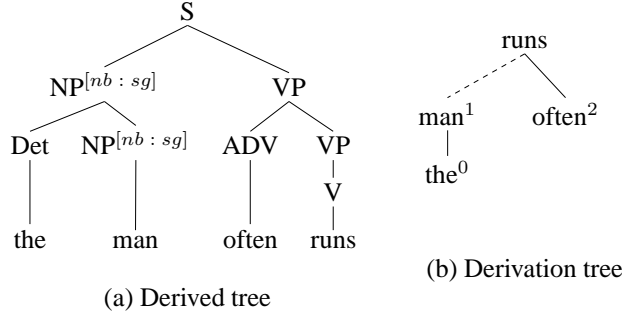 S
NP[nb : sg] VP
Det NP[nb : sg] ADV VP
V
the man often runs
(a) Derived tree
runs
man1 often2
the0
(b) Derivation tree